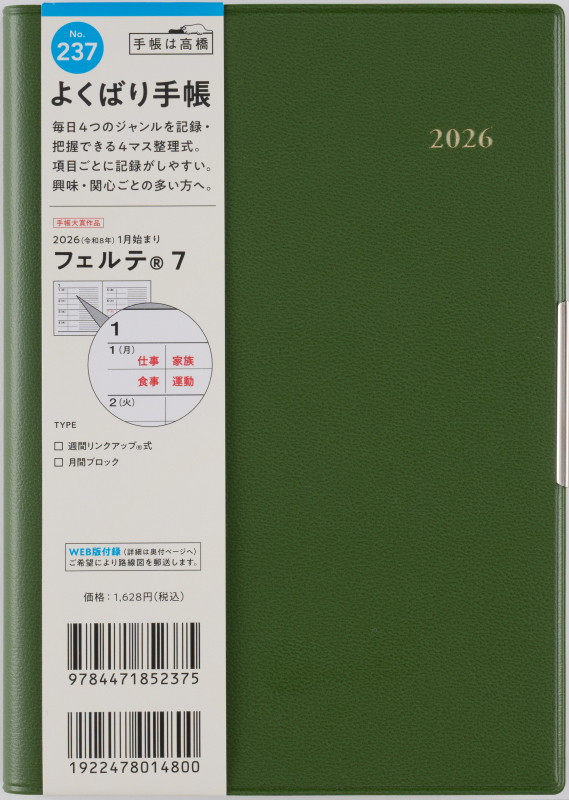 No.
237
手帳は高橋
よくばり手帳
毎日4つのジャンルを記録・
把握できる4マス整理式。
項目ごとに記録がしやすい。
興味・関心ごとの多い方へ。
手帳大賞作品
2026(令和8年)1月始まり
フェルテ® 7
1
1(月)
仕事 家族
食事 運動
2(火)
TYPE
□ 週間リンクアップ®式
□ 月間ブロック
WEB版付録(詳細は奥付ページへ)
ご希望により路線図を郵送します。
価格:1,628円(税込)
9784471852375
1922478014800
2026